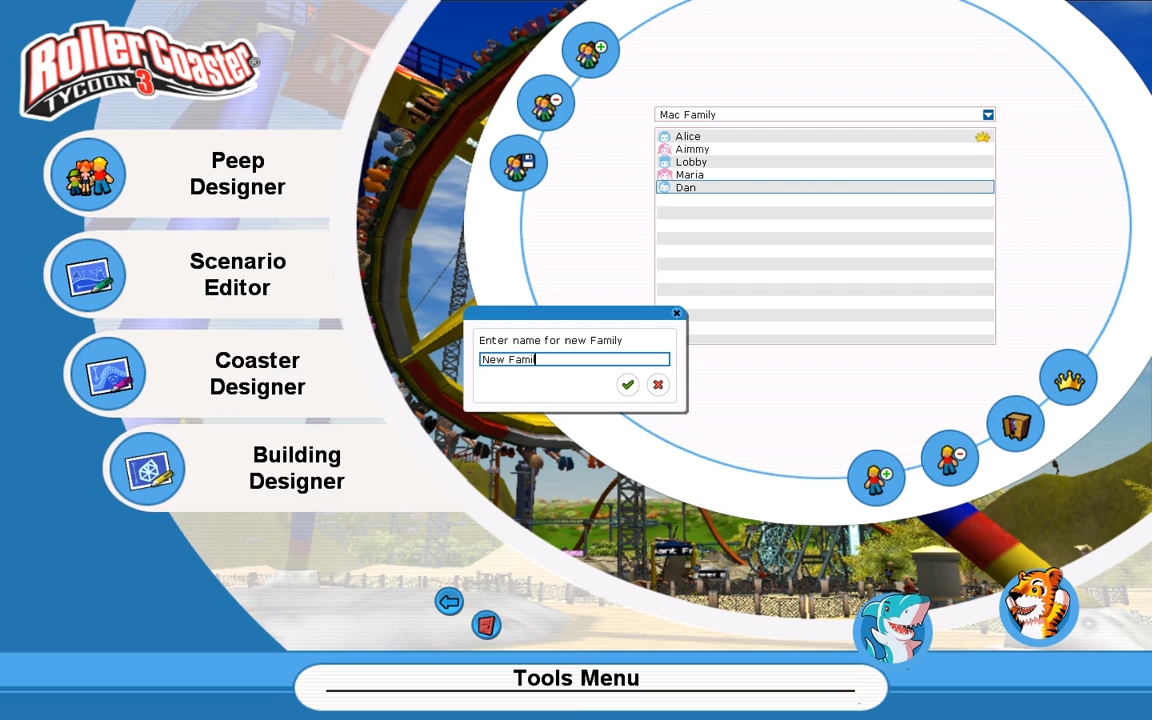 RollerCoaster®
TYCOON 3
Peep
Designer
Scenario
Editor
Coaster
Designer
Building
Designer
Mac Family
Alice
Aimmy
Lobby
Maria
Dan
Enter name for new Family
New Famil
Tools Menu